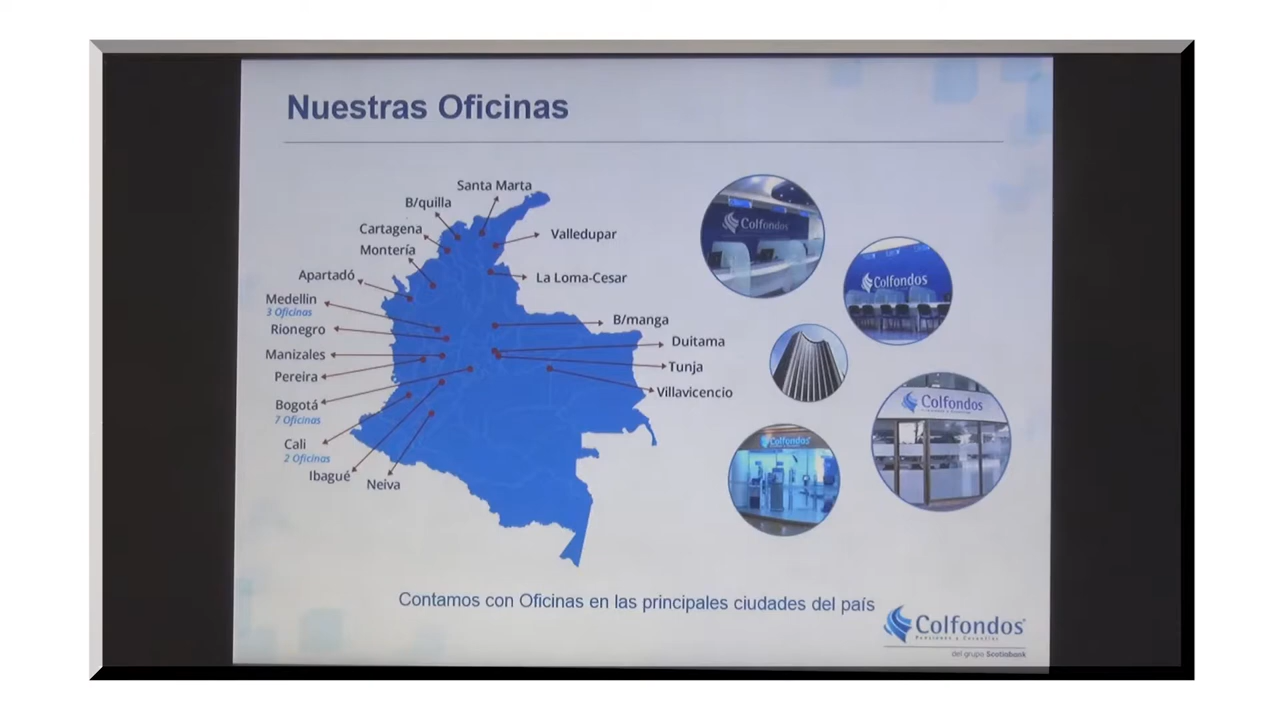 Nuestras Oficinas
Santa Marta
B/quilla
Cartagena
Montería
Apartadó
Medellín
3 Oficinas
Rionegro
Manizales
Pereira
Bogotá
7 Oficinas
Cali
2 Oficinas
Ibagué
Neiva
Valledupar
La Loma-Cesar
B/manga
Duitama
Tunja
Villavicencio
Colfondos
Colfondos
Colfondos
Colfondos
Contamos con Oficinas en las principales ciudades del país
Colfondos
Pensiones y Cesantías
del grupo Scotiabank